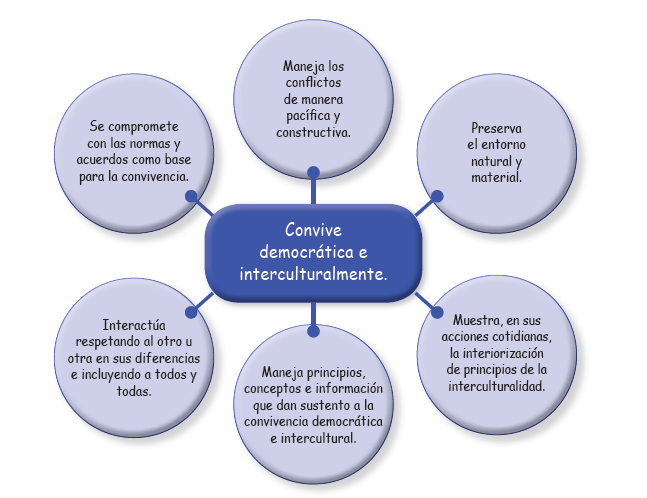 Maneja los
conflictos
de manera
pacífica y
constructiva.
Se compromete
con las normas y
acuerdos como base
para la convivencia.
Preserva
el entorno
natural y
material.
Convive
democrática e
interculturalmente.
Interactúa
respetando al otro u
otra en sus diferencias
e incluyendo a todos y
todas.
Maneja principios,
conceptos e información
que dan sustento a la
convivencia democrática
e intercultural.
Muestra, en sus
acciones cotidianas,
la interiorización
de principios de la
interculturalidad.